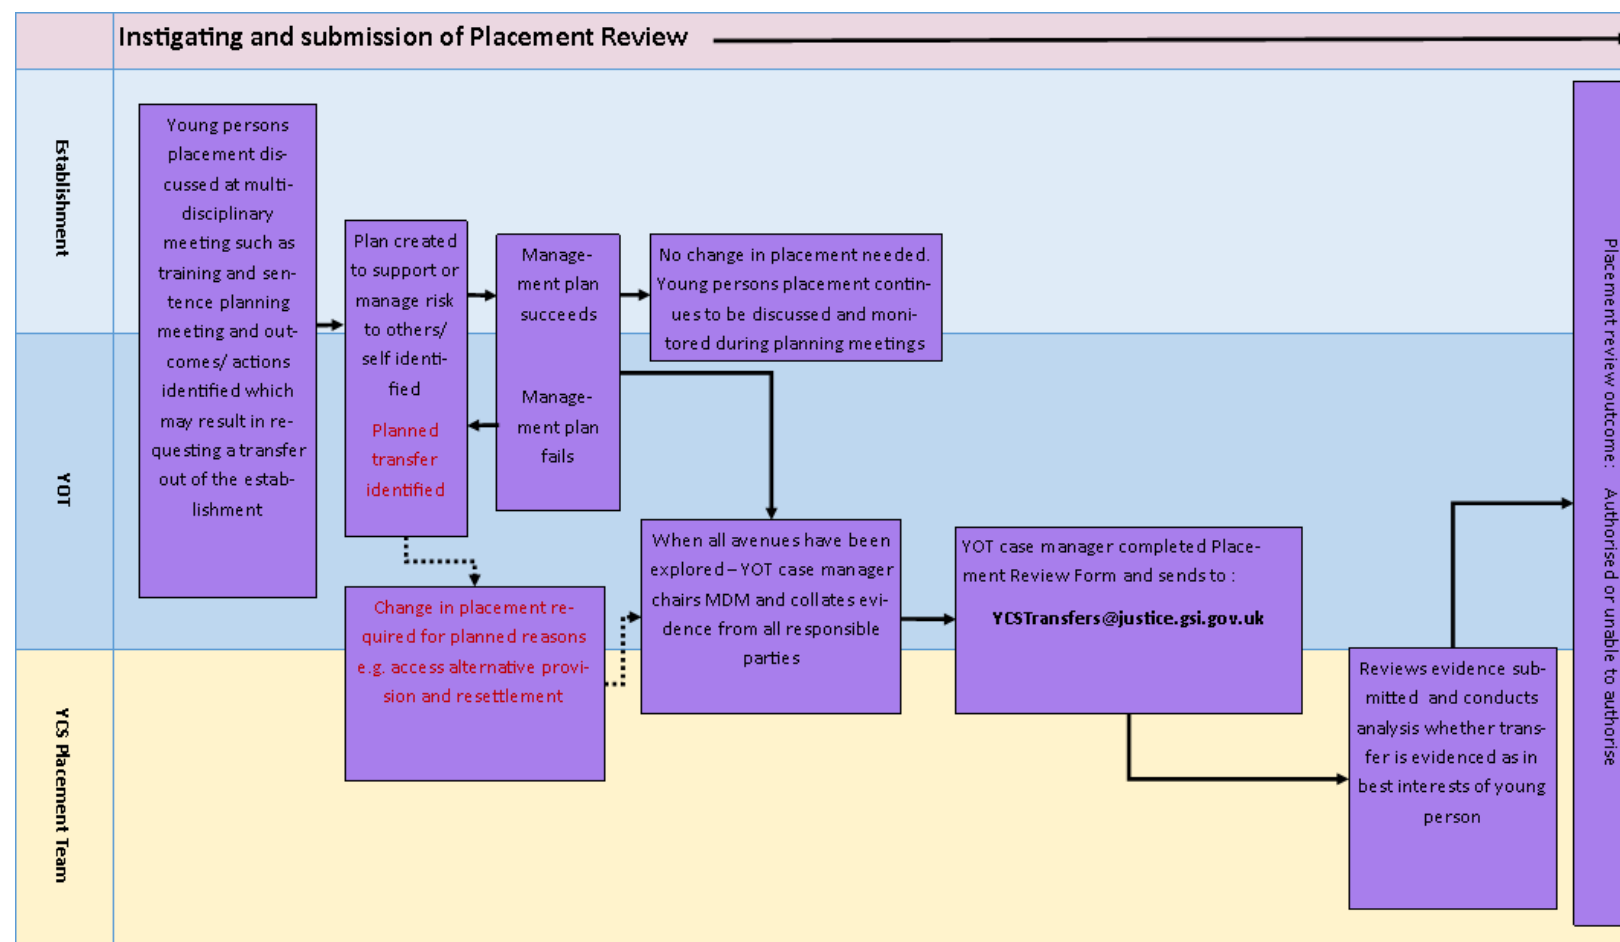 Instigating and submission of Placement Review
Establishment
YOT
YCS Placement Team
Young persons
placement dis-
cussed at multi-
disciplinary
meeting such as
training and sen-
tence planning
meeting and out-
comes/ actions
identified which
may result in re-
questing a transfer
out of the estab-
lishment
Plan created
to support or
manage risk
to others/
self identi-
fied
Planned
transfer
identified
Manage-
ment plan
succeeds
Manage-
ment plan
fails
No change in placement needed.
Young persons placement contin-
ues to be discussed and moni-
tored during planning meetings
Change in placement re-
quired for planned reasons
e.g. access alternative provi-
sion and resettlement
When all avenues have been
explored – YOT case manager
chairs MDM and collates evi-
dence from all responsible
parties
YOT case manager completed Place-
ment Review Form and sends to :
YCSTransfers@justice.gsi.gov.uk
Reviews evidence sub-
mitted and conducts
analysis whether trans-
fer is evidenced as in
best interests of young
person
Placement review outcome: Authorised or unable to authorise